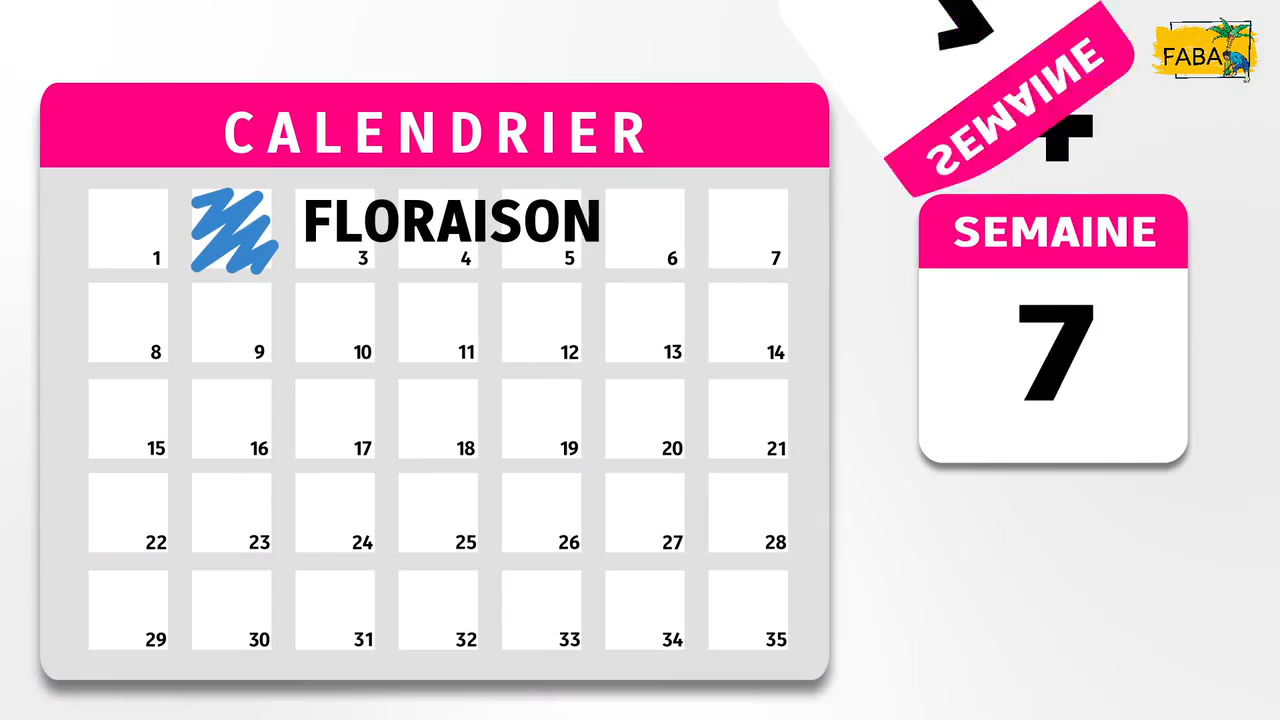 CALENDRIER
FLORAISON
1 3 4 5 6 7
8 9 10 11 12 13 14
15 16 17 18 19 20 21
22 23 24 25 26 27 28
29 30 31 32 33 34 35
SEMAINE
FABA
SEMAINE
7